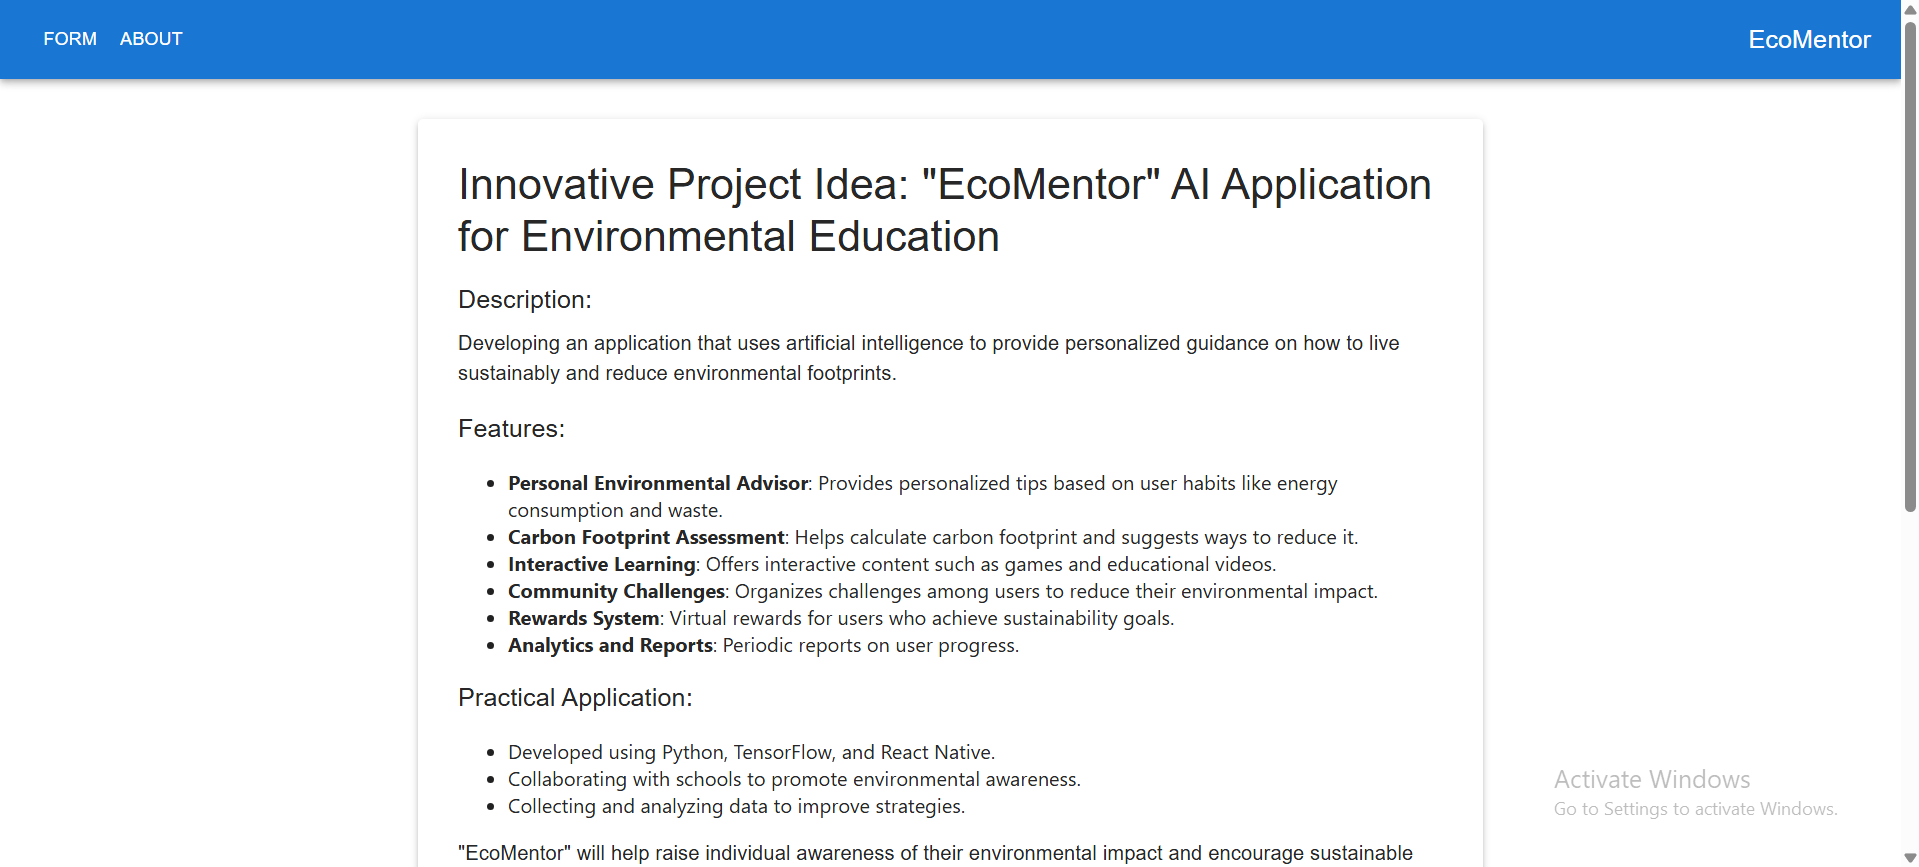 FORM ABOUT EcoMentor
Innovative Project Idea: "EcoMentor" AI Application
for Environmental Education
Description:
Developing an application that uses artificial intelligence to provide personalized guidance on how to live
sustainably and reduce environmental footprints.
Features:
• Personal Environmental Advisor: Provides personalized tips based on user habits like energy
consumption and waste.
• Carbon Footprint Assessment: Helps calculate carbon footprint and suggests ways to reduce it.
• Interactive Learning: Offers interactive content such as games and educational videos.
• Community Challenges: Organizes challenges among users to reduce their environmental impact.
• Rewards System: Virtual rewards for users who achieve sustainability goals.
• Analytics and Reports: Periodic reports on user progress.
Practical Application:
• Developed using Python, TensorFlow, and React Native.
• Collaborating with schools to promote environmental awareness.
• Collecting and analyzing data to improve strategies.
"EcoMentor" will help raise individual awareness of their environmental impact and encourage sustainable
Activate Windows
Go to Settings to activate Windows.